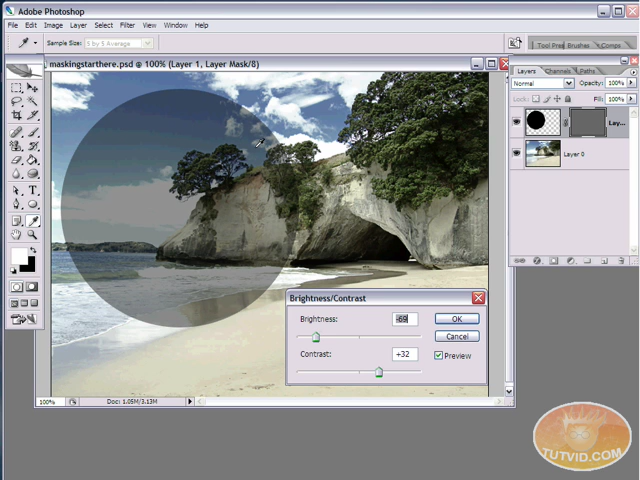 Adobe Photoshop
File Edit Image Layer Select Filter View Window Help
Sample Size: 5 by 5 Average
Tool Pres Brushes Comps
maskingstarthere.psd @ 100% (Layer 1, Layer Mask/8)
Layers Channels Paths
Normal Opacity: 100%
Lock: Fill: 100%
Lay...
Layer 0
T
Brightness/Contrast
Brightness: -69 OK
Cancel
Contrast: +32 Preview
100% Doc: 1.05M/3.13M
TUTVID.COM